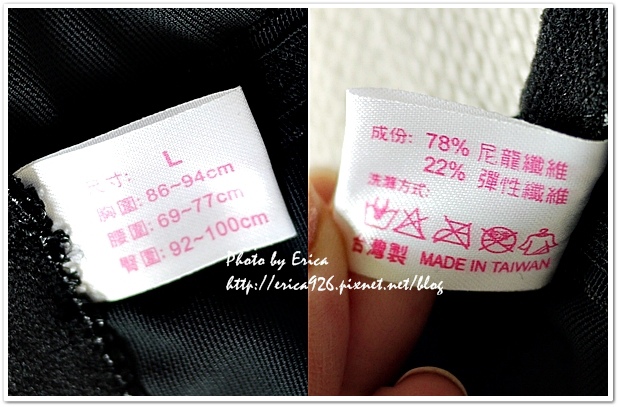 尺寸: L
胸圍: 86~94cm
腰圍: 69~77cm
臀圍: 92~100cm
成份: 78% 尼龍纖維
22% 彈性纖維
洗滌方式:
台灣製 MADE IN TAIWAN
Photo by Erica
http://erica926.pixnet.net/blog